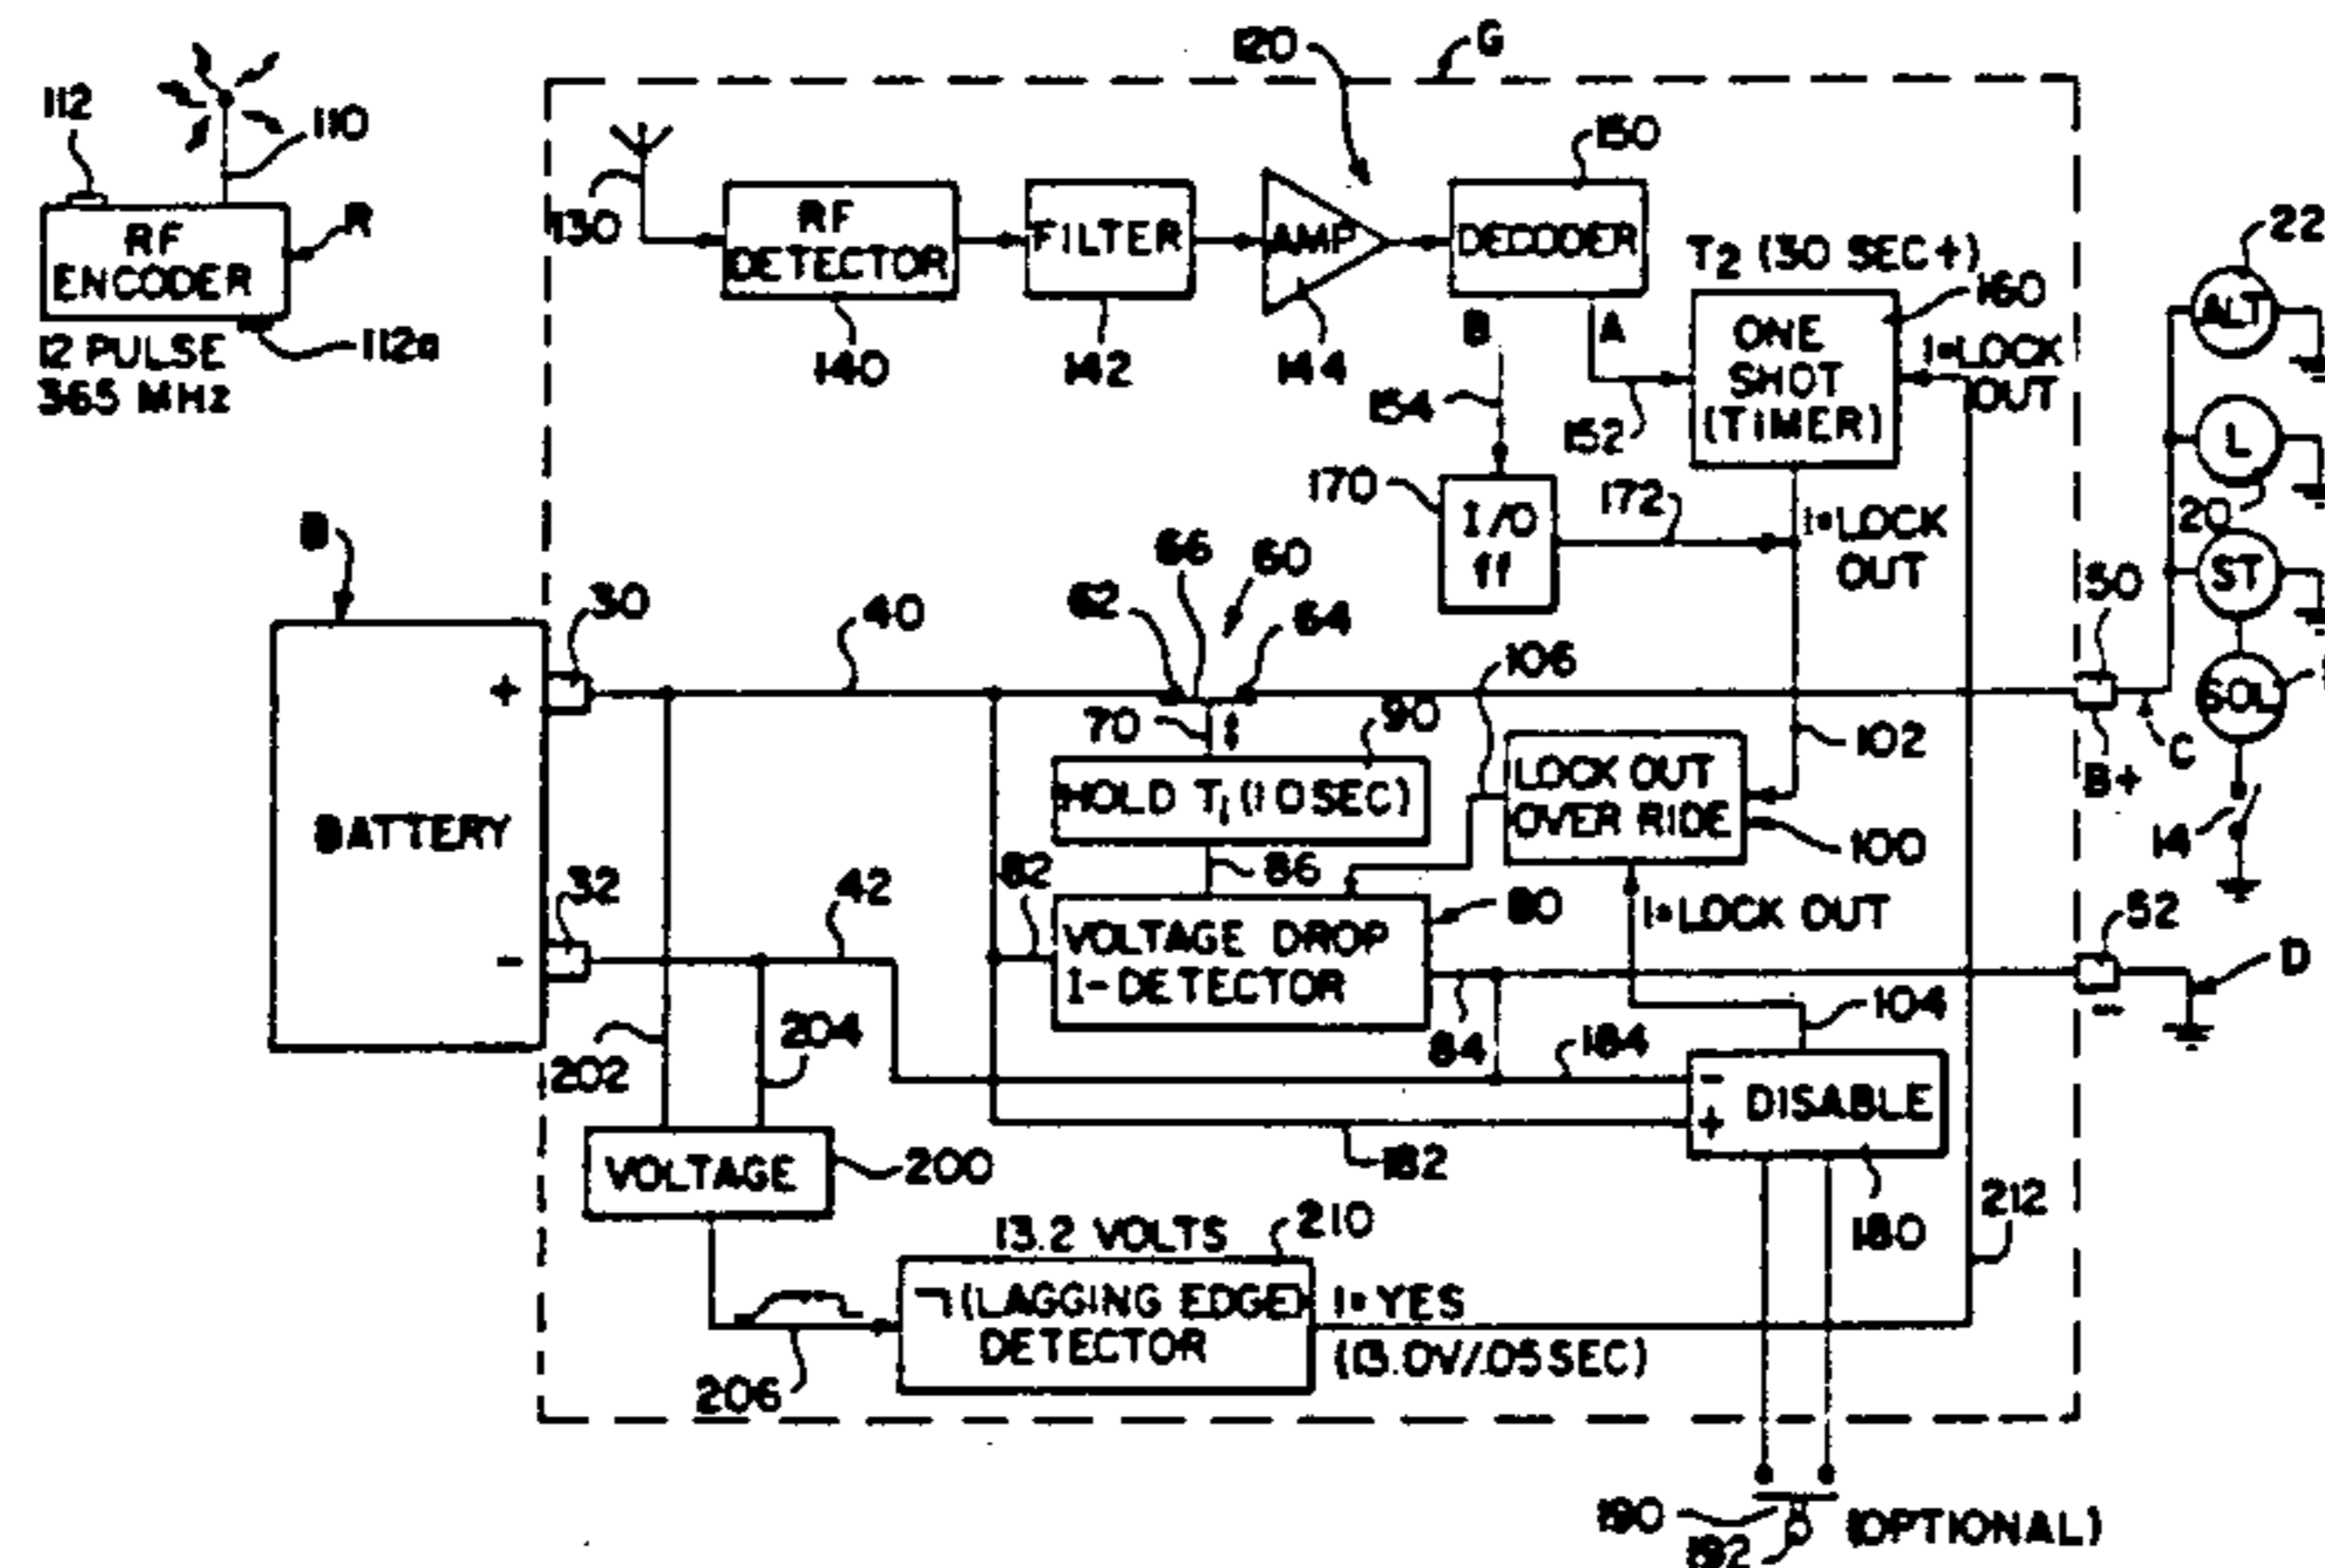 120
G
112
110
150
RF
ENCODER
R
12 PULSE
365 MHz
112a
130
RF
DETECTOR
140
FILTER
142
AMP
144
DECODER
B
A
154
152
T2 (30 SEC+)
160
ONE
SHOT
(TIMER)
1=LOCK
OUT
22
ALT
L
20
ST
SOL
14
170
I/O
ff
172
1=LOCK
OUT
B
30
40
66
60
62
64
106
50
+
BATTERY
-
70
90
HOLD T1 (10 SEC)
LOCK OUT
OVER RIDE
102
100
B+
C
32
42
82
86
VOLTAGE DROP
I-DETECTOR
80
1=LOCK OUT
52
D
-
202
204
84
184
104
-
+
DISABLE
182
180
VOLTAGE
200
212
13.2 VOLTS
210
(LAGGING EDGE)
DETECTOR
1=YES
(13.0V/.05SEC)
206
190
192
(OPTIONAL)